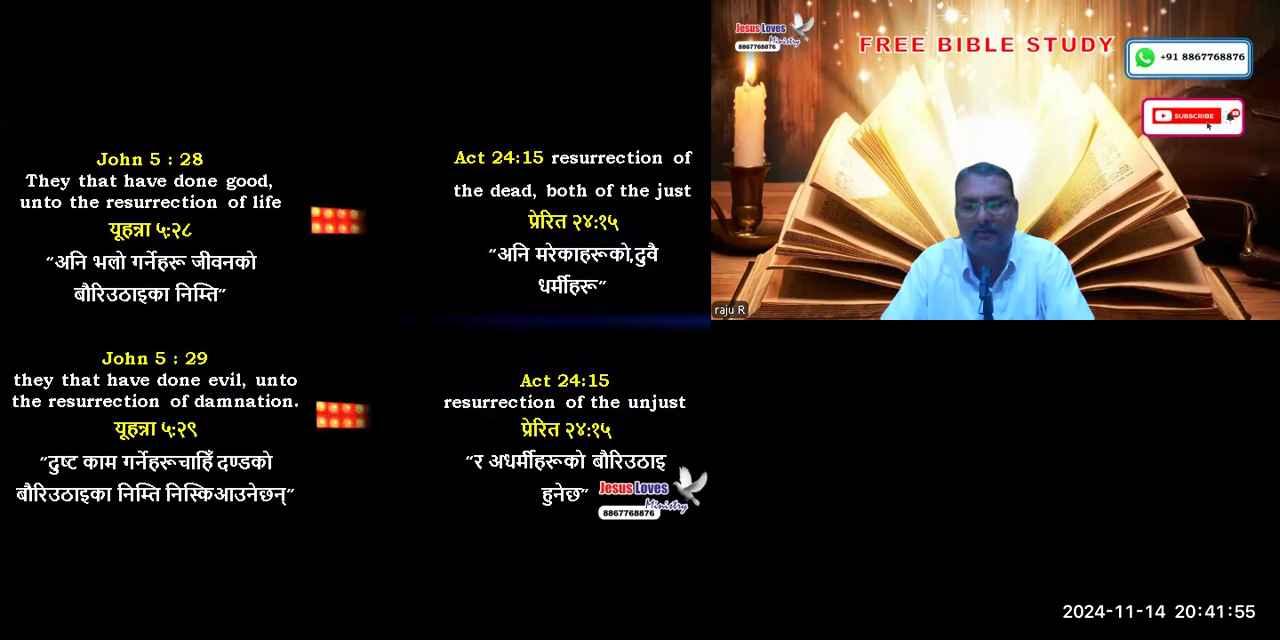 John 5 : 28
They that have done good,
unto the resurrection of life
यूहन्ना ५:२८
“अनि भलो गर्नेहरू जीवनको
बौरिउठाइका निम्ति”
Act 24:15 resurrection of
the dead, both of the just
प्रेरित २४:१५
“अनि मरेकाहरूको,दुवै
धर्मीहरू”
John 5 : 29
they that have done evil, unto
the resurrection of damnation.
यूहन्ना ५:२९
“दुष्ट काम गर्नेहरूचाहिँ दण्डको
बौरिउठाइका निम्ति निस्किआउनेछन्”
Act 24:15
resurrection of the unjust
प्रेरित २४:१५
“र अधर्मीहरूको बौरिउठाइ
हुनेछ”
Jesus Loves
Ministry
8867768876
Jesus Loves
Ministry
8867768876
FREE BIBLE STUDY
+91 8867768876
SUBSCRIBE
raju R
2024-11-14 20:41:55